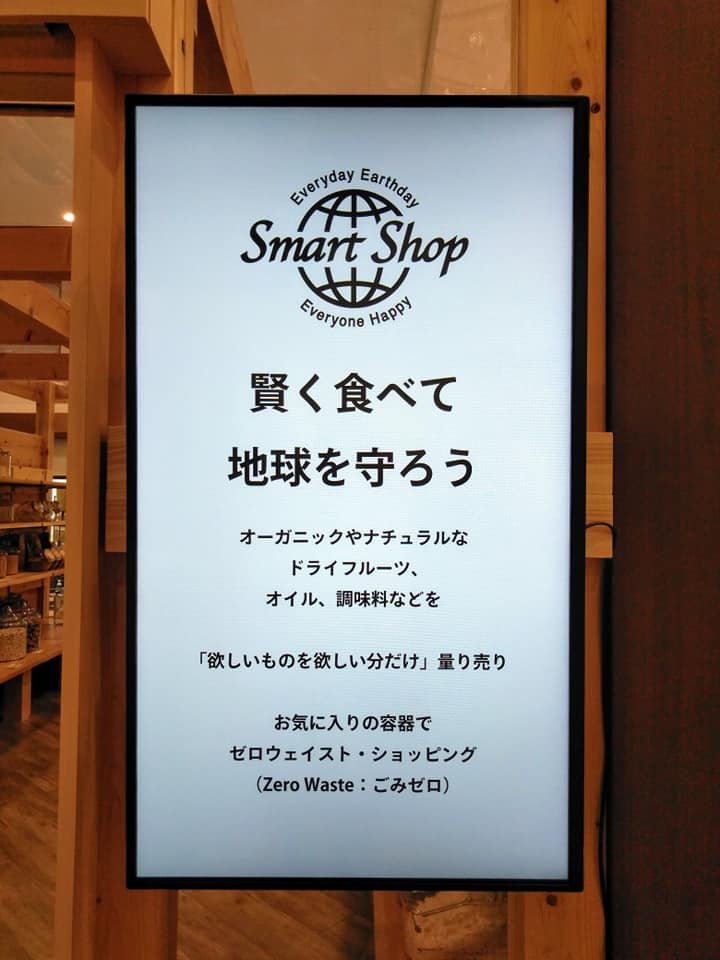 Everyday Earthday
Smart Shop
Everyone Happy
賢く食べて
地球を守ろう
オーガニックやナチュラルな
ドライフルーツ、
オイル、調味料などを
「欲しいものを欲しい分だけ」量り売り
お気に入りの容器で
ゼロウェイスト・ショッピング
（Zero Waste：ごみゼロ）